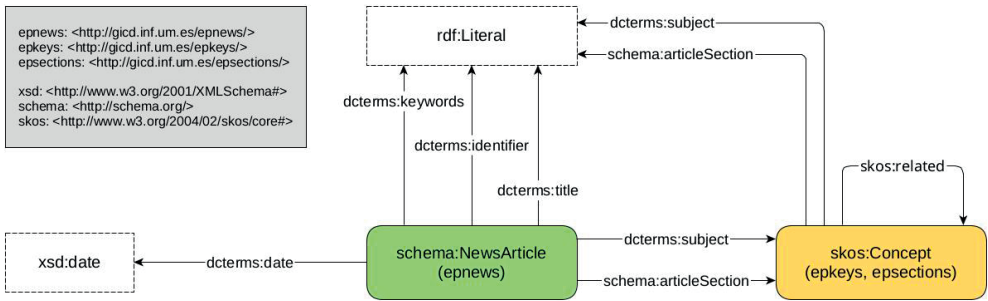 epnews: <http://gicd.inf.um.es/epnews/>
epkeys: <http://gicd.inf.um.es/epkeys/>
epsections: <http://gicd.inf.um.es/epsections/>
xsd: <http://www.w3.org/2001/XMLSchema#>
schema: <http://schema.org/>
skos: <http://www.w3.org/2004/02/skos/core#>
rdf:Literal
dcterms:subject
schema:articleSection
dcterms:keywords
dcterms:identifier
dcterms:title
skos:related
xsd:date
dcterms:date
schema:NewsArticle
(epnews)
dcterms:subject
schema:articleSection
skos:Concept
(epkeys, epsections)